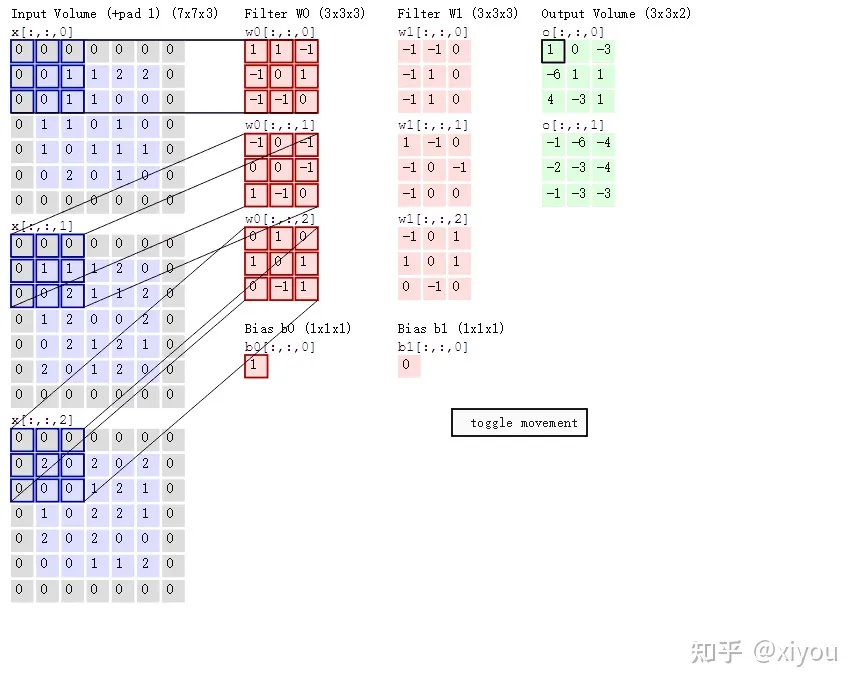 Input Volume (+pad 1) (7x7x3)
x[:,:,0]
0 0 0 0 0 0 0
0 0 1 1 2 2 0
0 0 1 1 0 0 0
0 1 1 0 1 0 0
0 1 0 1 1 1 0
0 0 2 0 1 0 0
0 0 0 0 0 0 0
x[:,:,1]
0 0 0 0 0 0 0
0 1 1 1 2 0 0
0 0 2 1 1 2 0
0 1 2 0 0 2 0
0 0 2 1 2 1 0
0 2 0 1 2 0 0
0 0 0 0 0 0 0
x[:,:,2]
0 0 0 0 0 0 0
0 2 0 2 0 2 0
0 0 0 1 2 1 0
0 1 0 2 2 1 0
0 2 0 2 0 0 0
0 0 0 1 1 2 0
0 0 0 0 0 0 0
Filter W0 (3x3x3)
w0[:,:,0]
1 1 -1
-1 0 1
-1 -1 0
w0[:,:,1]
-1 0 -1
0 0 -1
1 -1 0
w0[:,:,2]
0 1 0
1 0 1
0 -1 1
Bias b0 (1x1x1)
b0[:,:,0]
1
Filter W1 (3x3x3)
w1[:,:,0]
-1 -1 0
-1 1 0
-1 1 0
w1[:,:,1]
1 -1 0
-1 0 -1
-1 0 0
w1[:,:,2]
-1 0 1
1 0 1
0 -1 0
Bias b1 (1x1x1)
b1[:,:,0]
0
Output Volume (3x3x2)
o[:,:,0]
1 0 -3
-6 1 1
4 -3 1
o[:,:,1]
-1 -6 -4
-2 -3 -4
-1 -3 -3
toggle movement
知乎 @xiyou